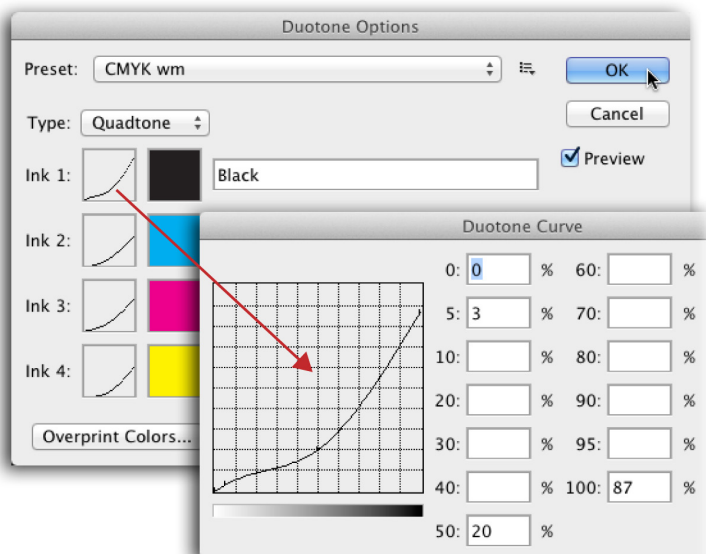 Duotone Options
Preset: CMYK wm
OK
Type: Quadtone
Cancel
Preview
Ink 1: Black
Ink 2:
Ink 3:
Ink 4:
Overprint Colors...
Duotone Curve
0: 0 % 60: %
5: 3 % 70: %
10: % 80: %
20: % 90: %
30: % 95: %
40: % 100: 87 %
50: 20 %